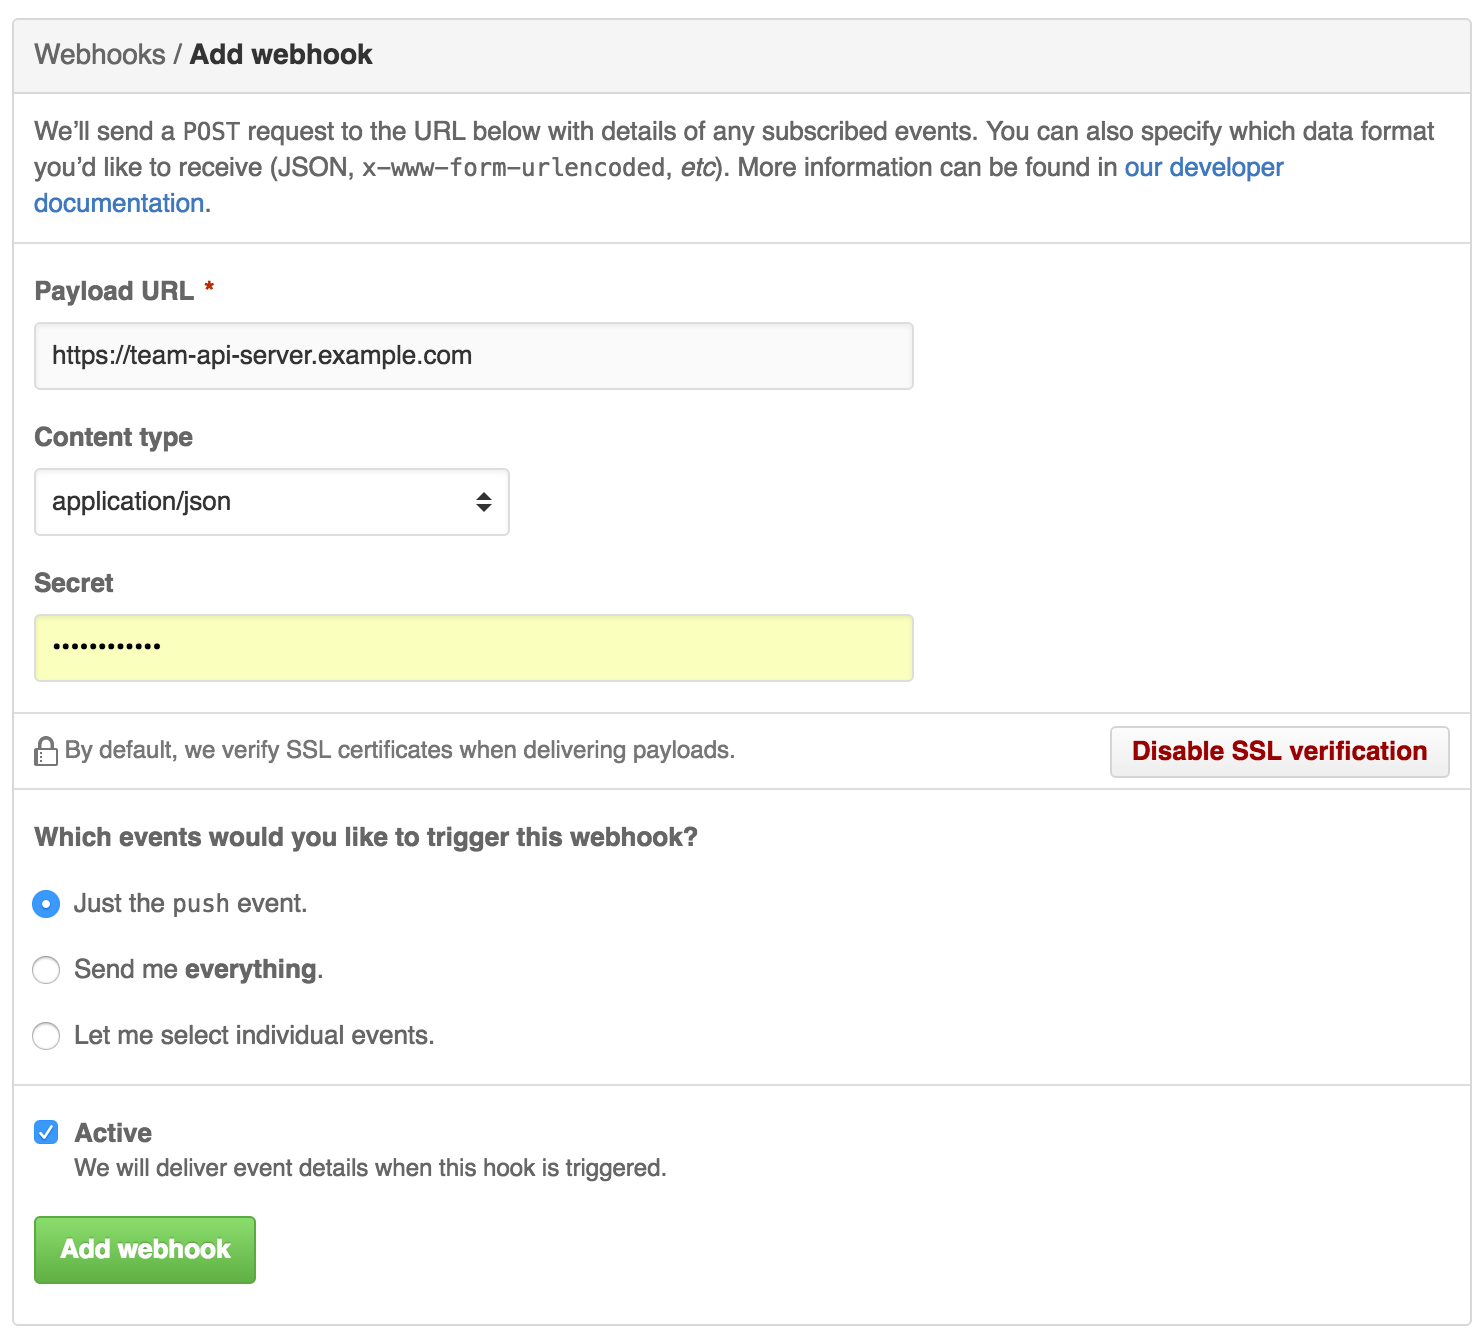 Webhooks / Add webhook
We’ll send a POST request to the URL below with details of any subscribed events. You can also specify which data format
you’d like to receive (JSON, x-www-form-urlencoded, etc). More information can be found in our developer
documentation.
Payload URL *
https://team-api-server.example.com
Content type
application/json
Secret
••••••••••••
By default, we verify SSL certificates when delivering payloads.
Disable SSL verification
Which events would you like to trigger this webhook?
Just the push event.
Send me everything.
Let me select individual events.
Active
We will deliver event details when this hook is triggered.
Add webhook